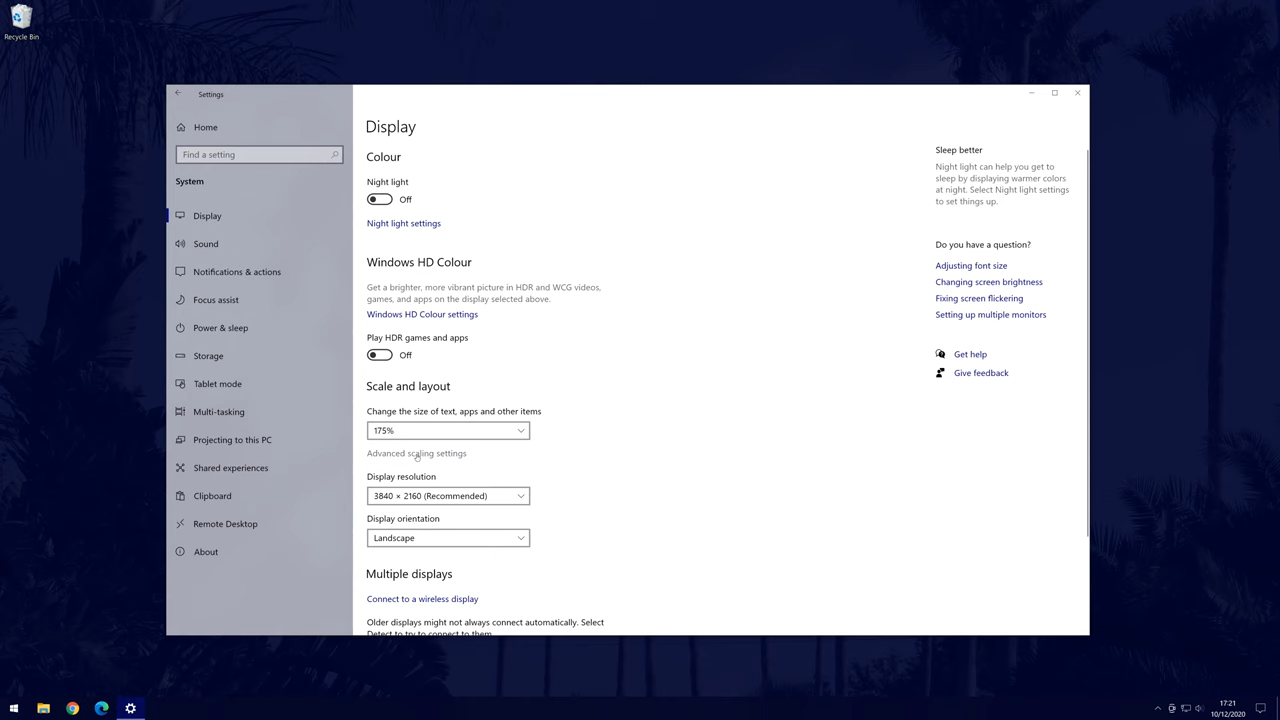 Recycle Bin
Settings
Home
Find a setting
System
Display
Sound
Notifications & actions
Focus assist
Power & sleep
Storage
Tablet mode
Multi-tasking
Projecting to this PC
Shared experiences
Clipboard
Remote Desktop
About
Display
Colour
Night light
Off
Night light settings
Windows HD Colour
Get a brighter, more vibrant picture in HDR and WCG videos,
games, and apps on the display selected above.
Windows HD Colour settings
Play HDR games and apps
Off
Scale and layout
Change the size of text, apps and other items
175%
Advanced scaling settings
Display resolution
3840 × 2160 (Recommended)
Display orientation
Landscape
Multiple displays
Connect to a wireless display
Older displays might not always connect automatically. Select
Detect to try to connect to them.
Sleep better
Night light can help you get to
sleep by displaying warmer colors
at night. Select Night light settings
to set things up.
Do you have a question?
Adjusting font size
Changing screen brightness
Fixing screen flickering
Setting up multiple monitors
Get help
Give feedback
17:21
10/12/2020